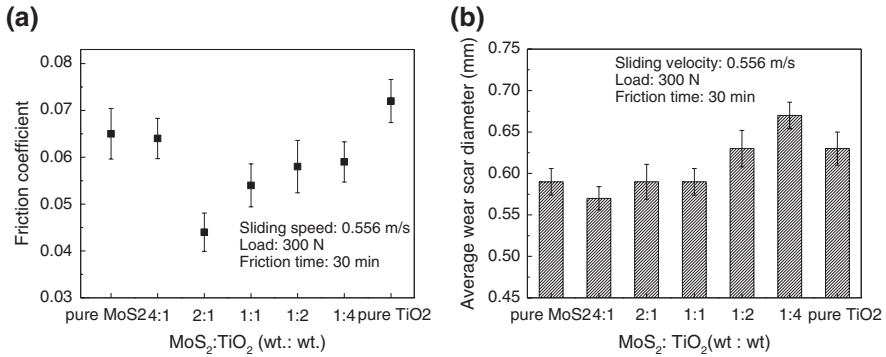 (a)
Friction coefficient
0.08
0.07
0.06
0.05
0.04
0.03
Sliding speed: 0.556 m/s
Load: 300 N
Friction time: 30 min
pure MoS2 4:1 2:1 1:1 1:2 1:4 pure TiO2
MoS₂:TiO₂ (wt.: wt.)
(b)
Average wear scar diameter (mm)
0.75
0.70
0.65
0.60
0.55
0.50
0.45
Sliding velocity: 0.556 m/s
Load: 300 N
Friction time: 30 min
pure MoS2 4:1 2:1 1:1 1:2 1:4 pure TiO2
MoS₂: TiO₂(wt : wt)